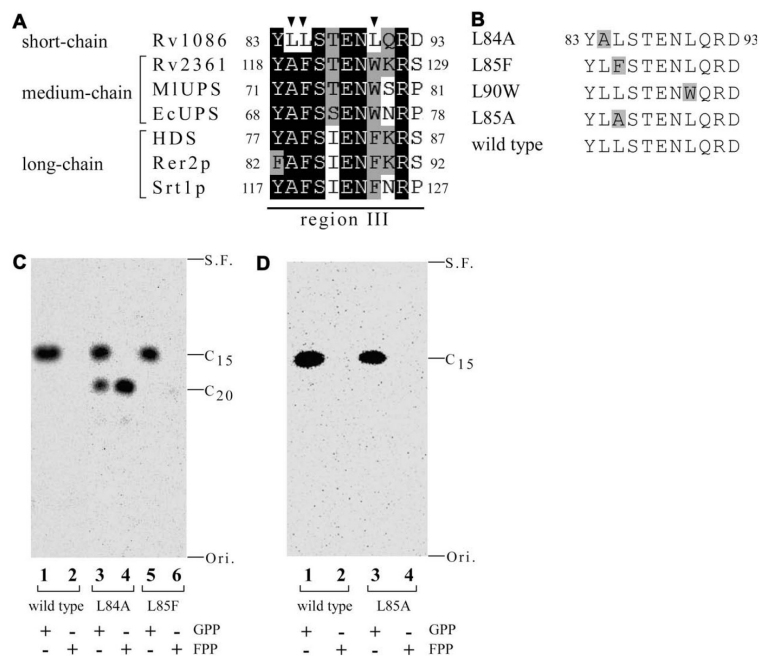 A
short-chain Rv1086 83 YLLSTENLQRD 93
Rv2361 118 YAFSTENWKRS 129
medium-chain MlUPS 71 YAFSTENWSRP 81
EcUPS 68 YAFSSENWNRP 78
HDS 77 YAFSIENFKRS 87
long-chain Rer2p 82 FAFSIENFKRS 92
Srt1p 117 YAFSIENFNRP 127
region III
B
L84A 83 YALSTENLQRD 93
L85F YLFSTENLQRD
L90W YLLSTENWQRD
L85A YLASTENLQRD
wild type YLLSTENLQRD
C
S.F.
C15
C20
Ori.
1 2 3 4 5 6
wild type L84A L85F
+ - + - + - GPP
- + - + - + FPP
D
S.F.
C15
Ori.
1 2 3 4
wild type L85A
+ - + - GPP
- + - + FPP